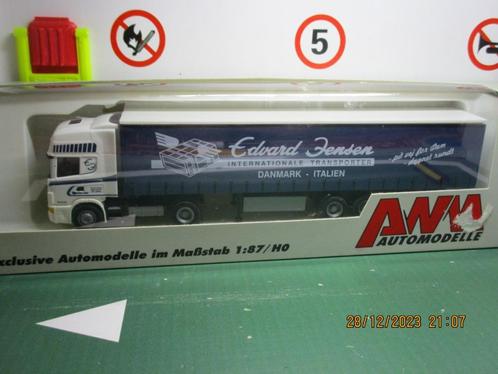 5
Edvard Jensen
INTERNATIONALE TRANSPORTER
DANMARK - ITALIEN
AWM
AUTOMODELLE
xclusive Automodelle im Maßstab 1:87/H0
28/12/2023 21:07